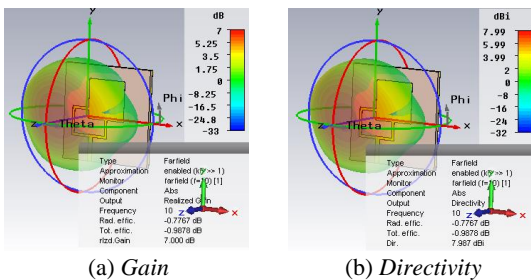 dB
7
5.25
3.5
1.75
0
-8.25
-16.5
-24.8
-33
y
Phi
z
Theta
x
Type Farfield
Approximation enabled (kR >> 1)
Monitor farfield (f=10) [1]
Component Abs
Output Realized Gain
Frequency 10
Rad. effic. -0.7767 dB
Tot. effic. -0.9878 dB
rlzd.Gain 7.000 dB
y
z
x
(a) Gain
dBi
7.99
5.99
3.99
2
0
-8
-16
-24
-32
y
Phi
z
Theta
x
Type Farfield
Approximation enabled (kR >> 1)
Monitor farfield (f=10) [1]
Component Abs
Output Directivity
Frequency 10
Rad. effic. -0.7767 dB
Tot. effic. -0.9878 dB
Dir. 7.987 dBi
y
z
x
(b) Directivity